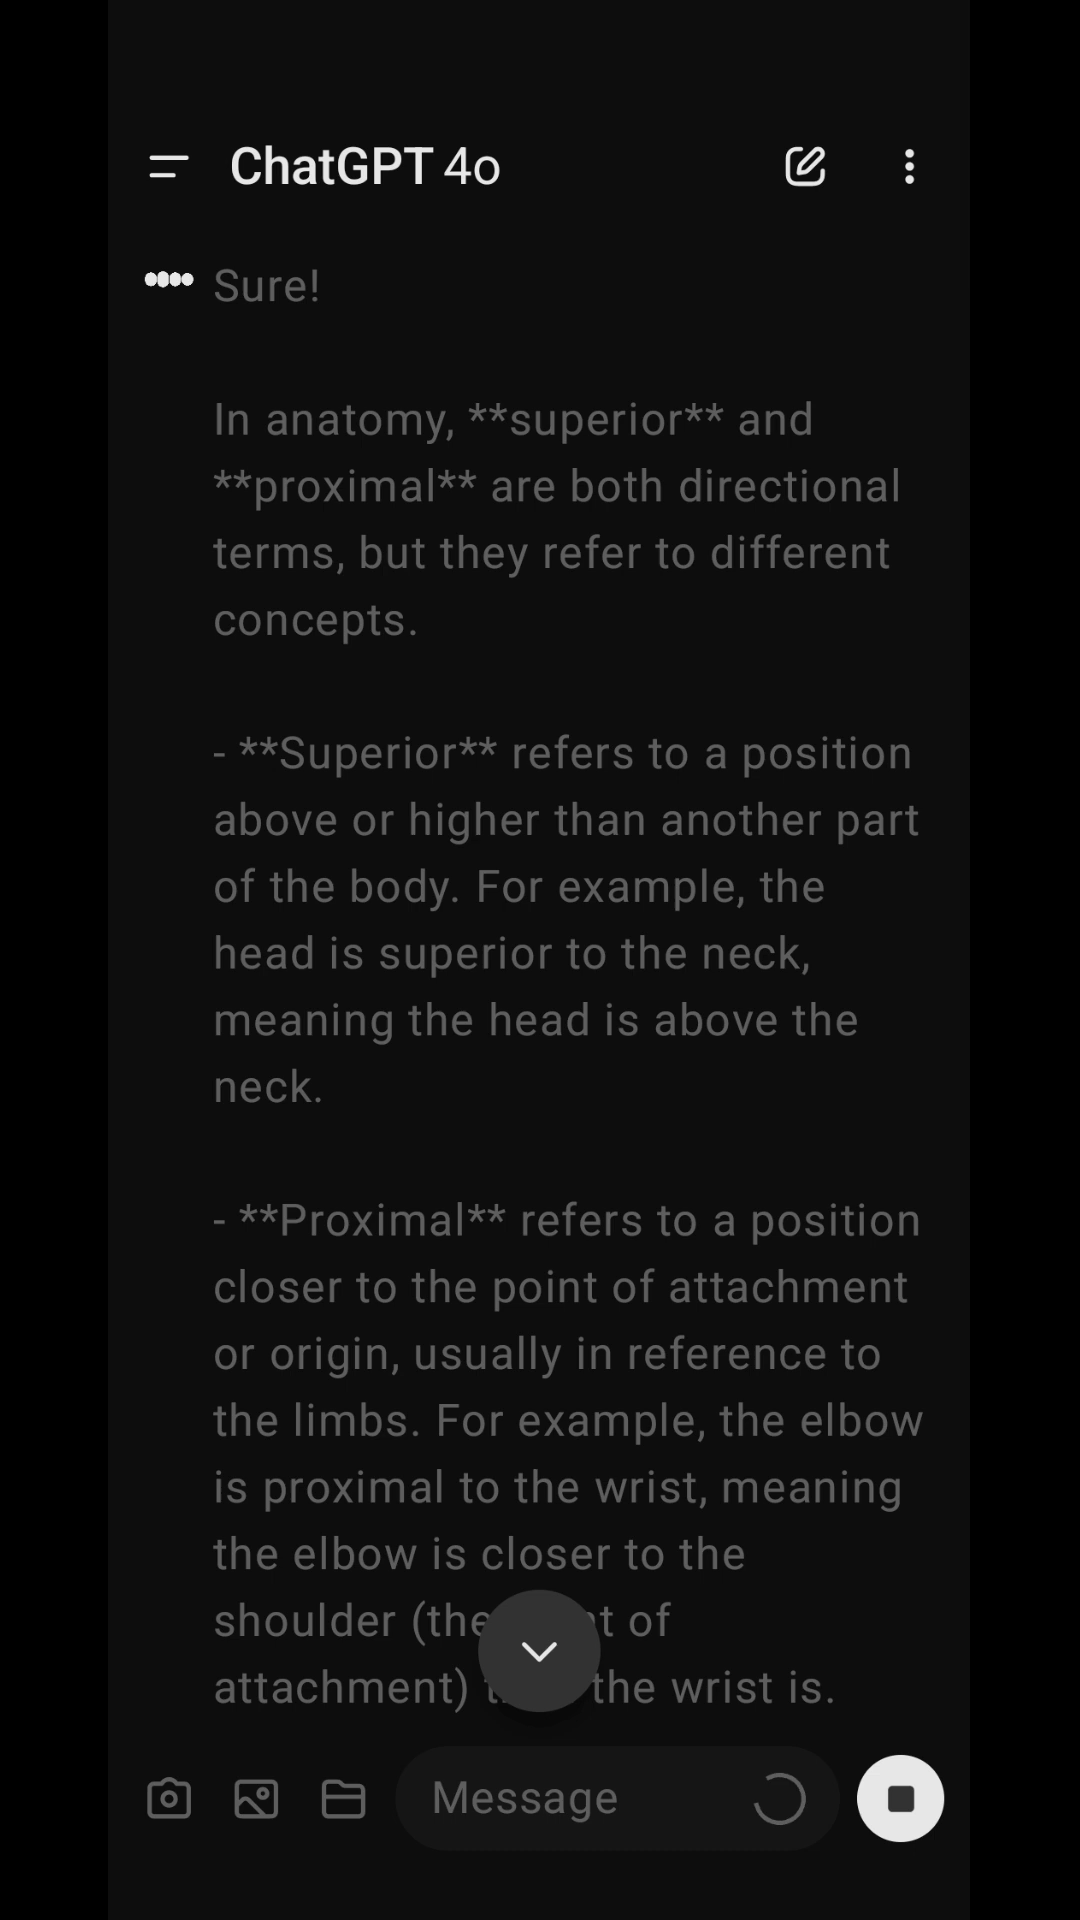 ChatGPT 4o
Sure!
In anatomy, **superior** and
**proximal** are both directional
terms, but they refer to different
concepts.
- **Superior** refers to a position
above or higher than another part
of the body. For example, the
head is superior to the neck,
meaning the head is above the
neck.
- **Proximal** refers to a position
closer to the point of attachment
or origin, usually in reference to
the limbs. For example, the elbow
is proximal to the wrist, meaning
the elbow is closer to the
shoulder (the of
attachment) the wrist is.
Message